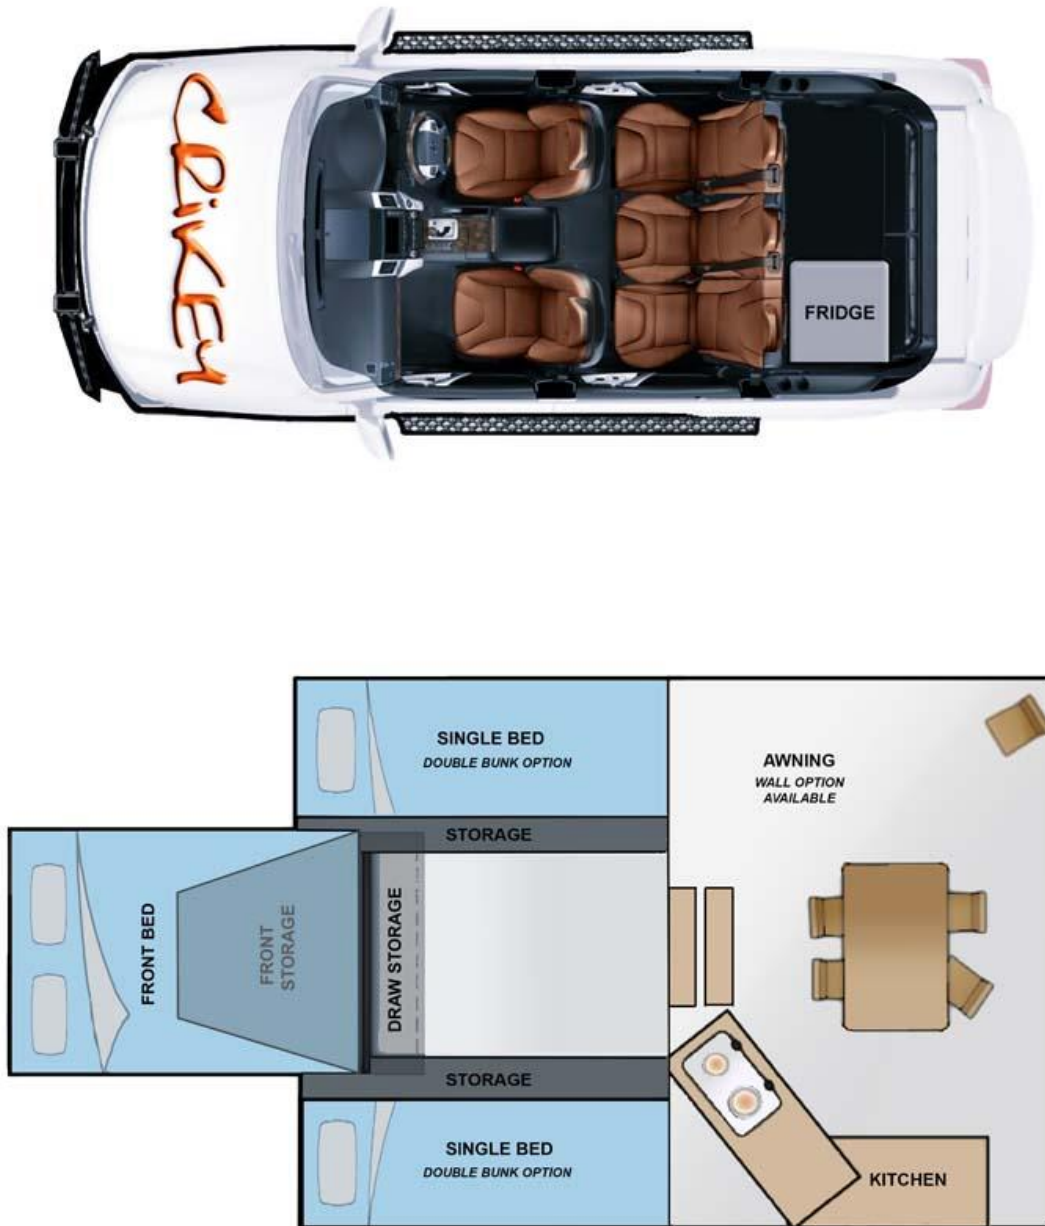 CRiKEY
FRIDGE
SINGLE BED
DOUBLE BUNK OPTION
AWNING
WALL OPTION
AVAILABLE
STORAGE
FRONT BED
FRONT
STORAGE
DRAW STORAGE
STORAGE
SINGLE BED
DOUBLE BUNK OPTION
KITCHEN